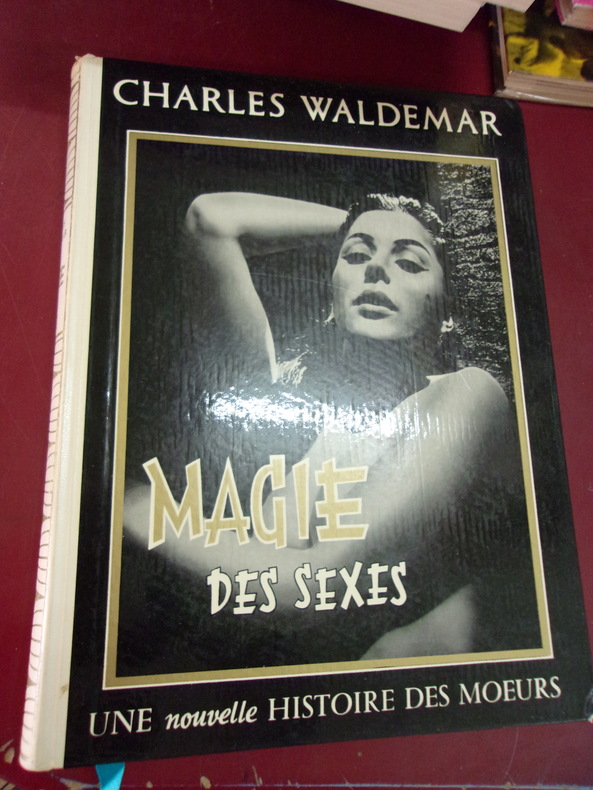 CHARLES WALDEMAR
MAGIE
DES SEXES
UNE nouvelle HISTOIRE DES MOEURS